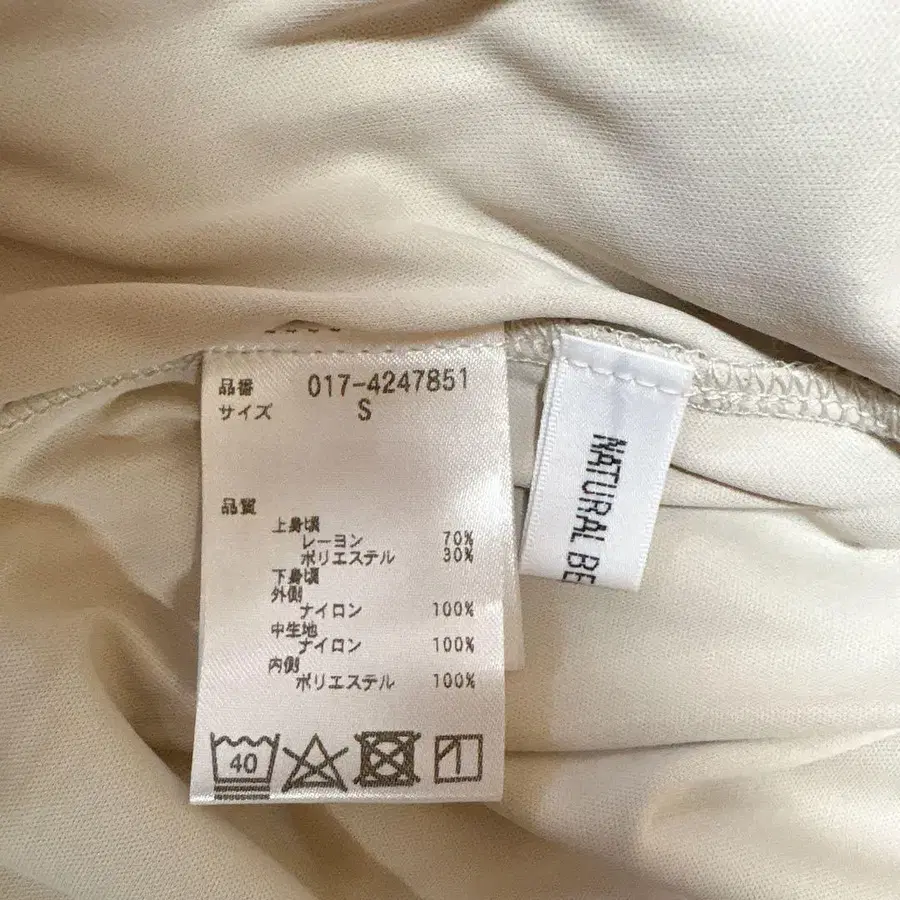 品番 017-4247851
サイズ S
品質
上身頃
レーヨン 70%
ポリエステル 30%
下身頃
外側
ナイロン 100%
中生地
ナイロン 100%
内側
ポリエステル 100%
40
NATURAL BE